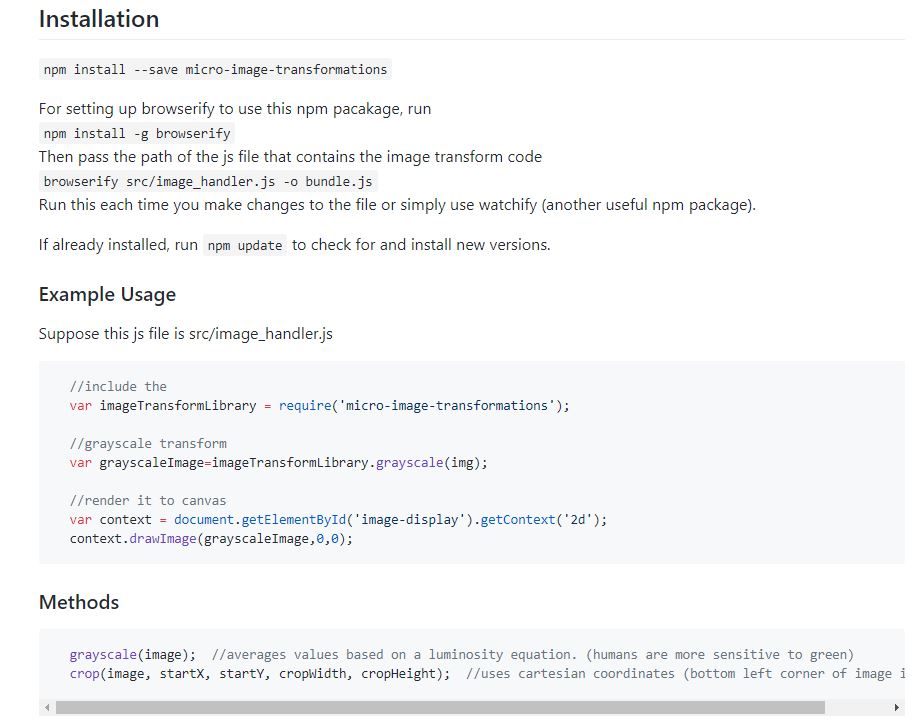 Installation
npm install --save micro-image-transformations
For setting up browserify to use this npm pacakage, run
npm install -g browserify
Then pass the path of the js file that contains the image transform code
browserify src/image_handler.js -o bundle.js
Run this each time you make changes to the file or simply use watchify (another useful npm package).
If already installed, run npm update to check for and install new versions.
Example Usage
Suppose this js file is src/image_handler.js
//include the
var imageTransformLibrary = require('micro-image-transformations');
//grayscale transform
var grayscaleImage=imageTransformLibrary.grayscale(img);
//render it to canvas
var context = document.getElementById('image-display').getContext('2d');
context.drawImage(grayscaleImage,0,0);
Methods
grayscale(image); //averages values based on a luminosity equation. (humans are more sensitive to green)
crop(image, startX, startY, cropWidth, cropHeight); //uses cartesian coordinates (bottom left corner of image